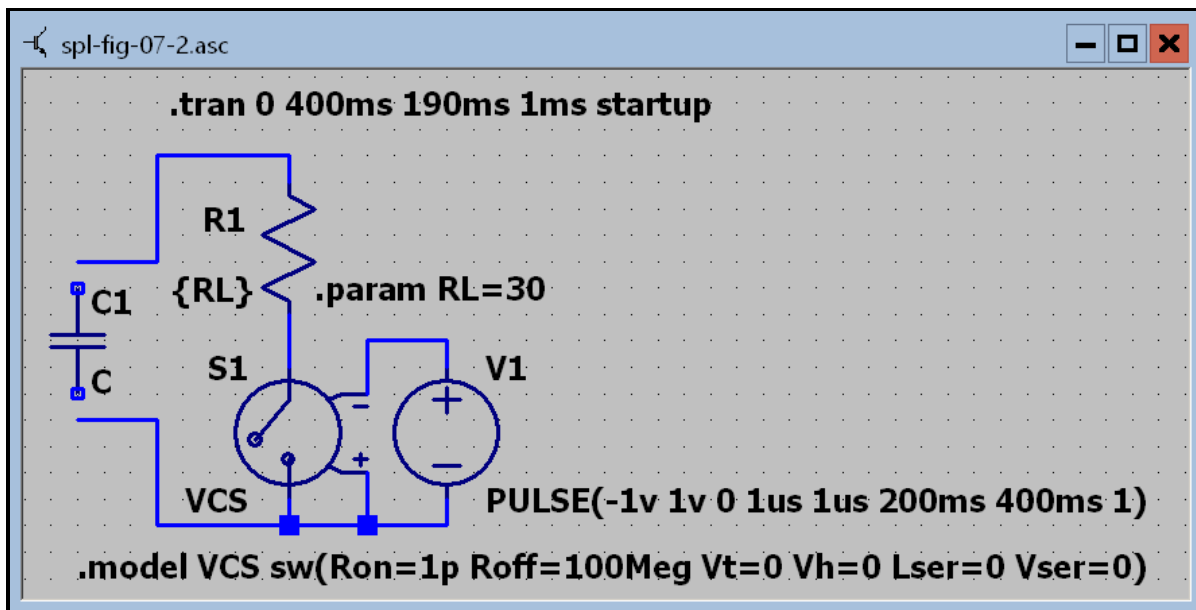 spl-fig-07-2.asc
.tran 0 400ms 190ms 1ms startup
R1
{RL}
.param RL=30
C1
C
S1
V1
VCS
PULSE(-1v 1v 0 1us 1us 200ms 400ms 1)
.model VCS sw(Ron=1p Roff=100Meg Vt=0 Vh=0 Lser=0 Vser=0)